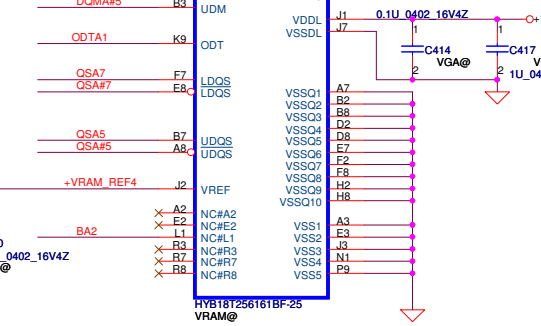 DQMA#5 B3 UDM
VDDL J1 0.1U_0402_16V4Z
VSSDL J7
1 1
ODTA1 K9 ODT
C414 C417
VGA@ V
2 2 1U_04
QSA7 F7 LDQS
QSA#7 E8 LDQS
VSSQ1 A7
VSSQ2 B2
VSSQ3 B8
VSSQ4 D2
QSA5 B7 UDQS VSSQ5 D8
QSA#5 A8 UDQS VSSQ6 E7
VSSQ7 F2
VSSQ8 F8
+VRAM_REF4 J2 VREF VSSQ9 H2
VSSQ10 H8
A2 NC#A2
E2 NC#E2 VSS1 A3
BA2 L1 NC#L1 VSS2 E3
R3 NC#R3 VSS3 J3
0402_16V4Z R7 NC#R7 VSS4 N1
@ R8 NC#R8 VSS5 P9
HYB18T256161BF-25
VRAM@